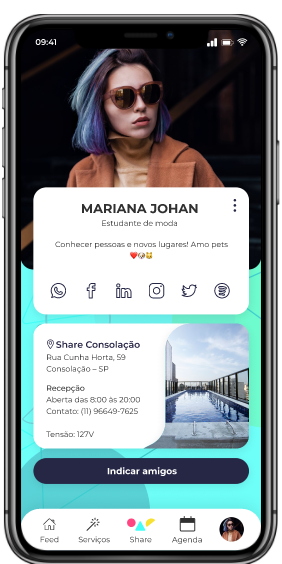 09:41
MARIANA JOHAN
Estudante de moda
Conhecer pessoas e novos lugares! Amo pets
❤️🐶🐱
Share Consolação
Rua Cunha Horta, 59
Consolação – SP
Recepção
Aberta das 8:00 às 20:00
Contato: (11) 96649-7625
Tensão: 127V
Indicar amigos
Feed
Serviços
Share
Agenda